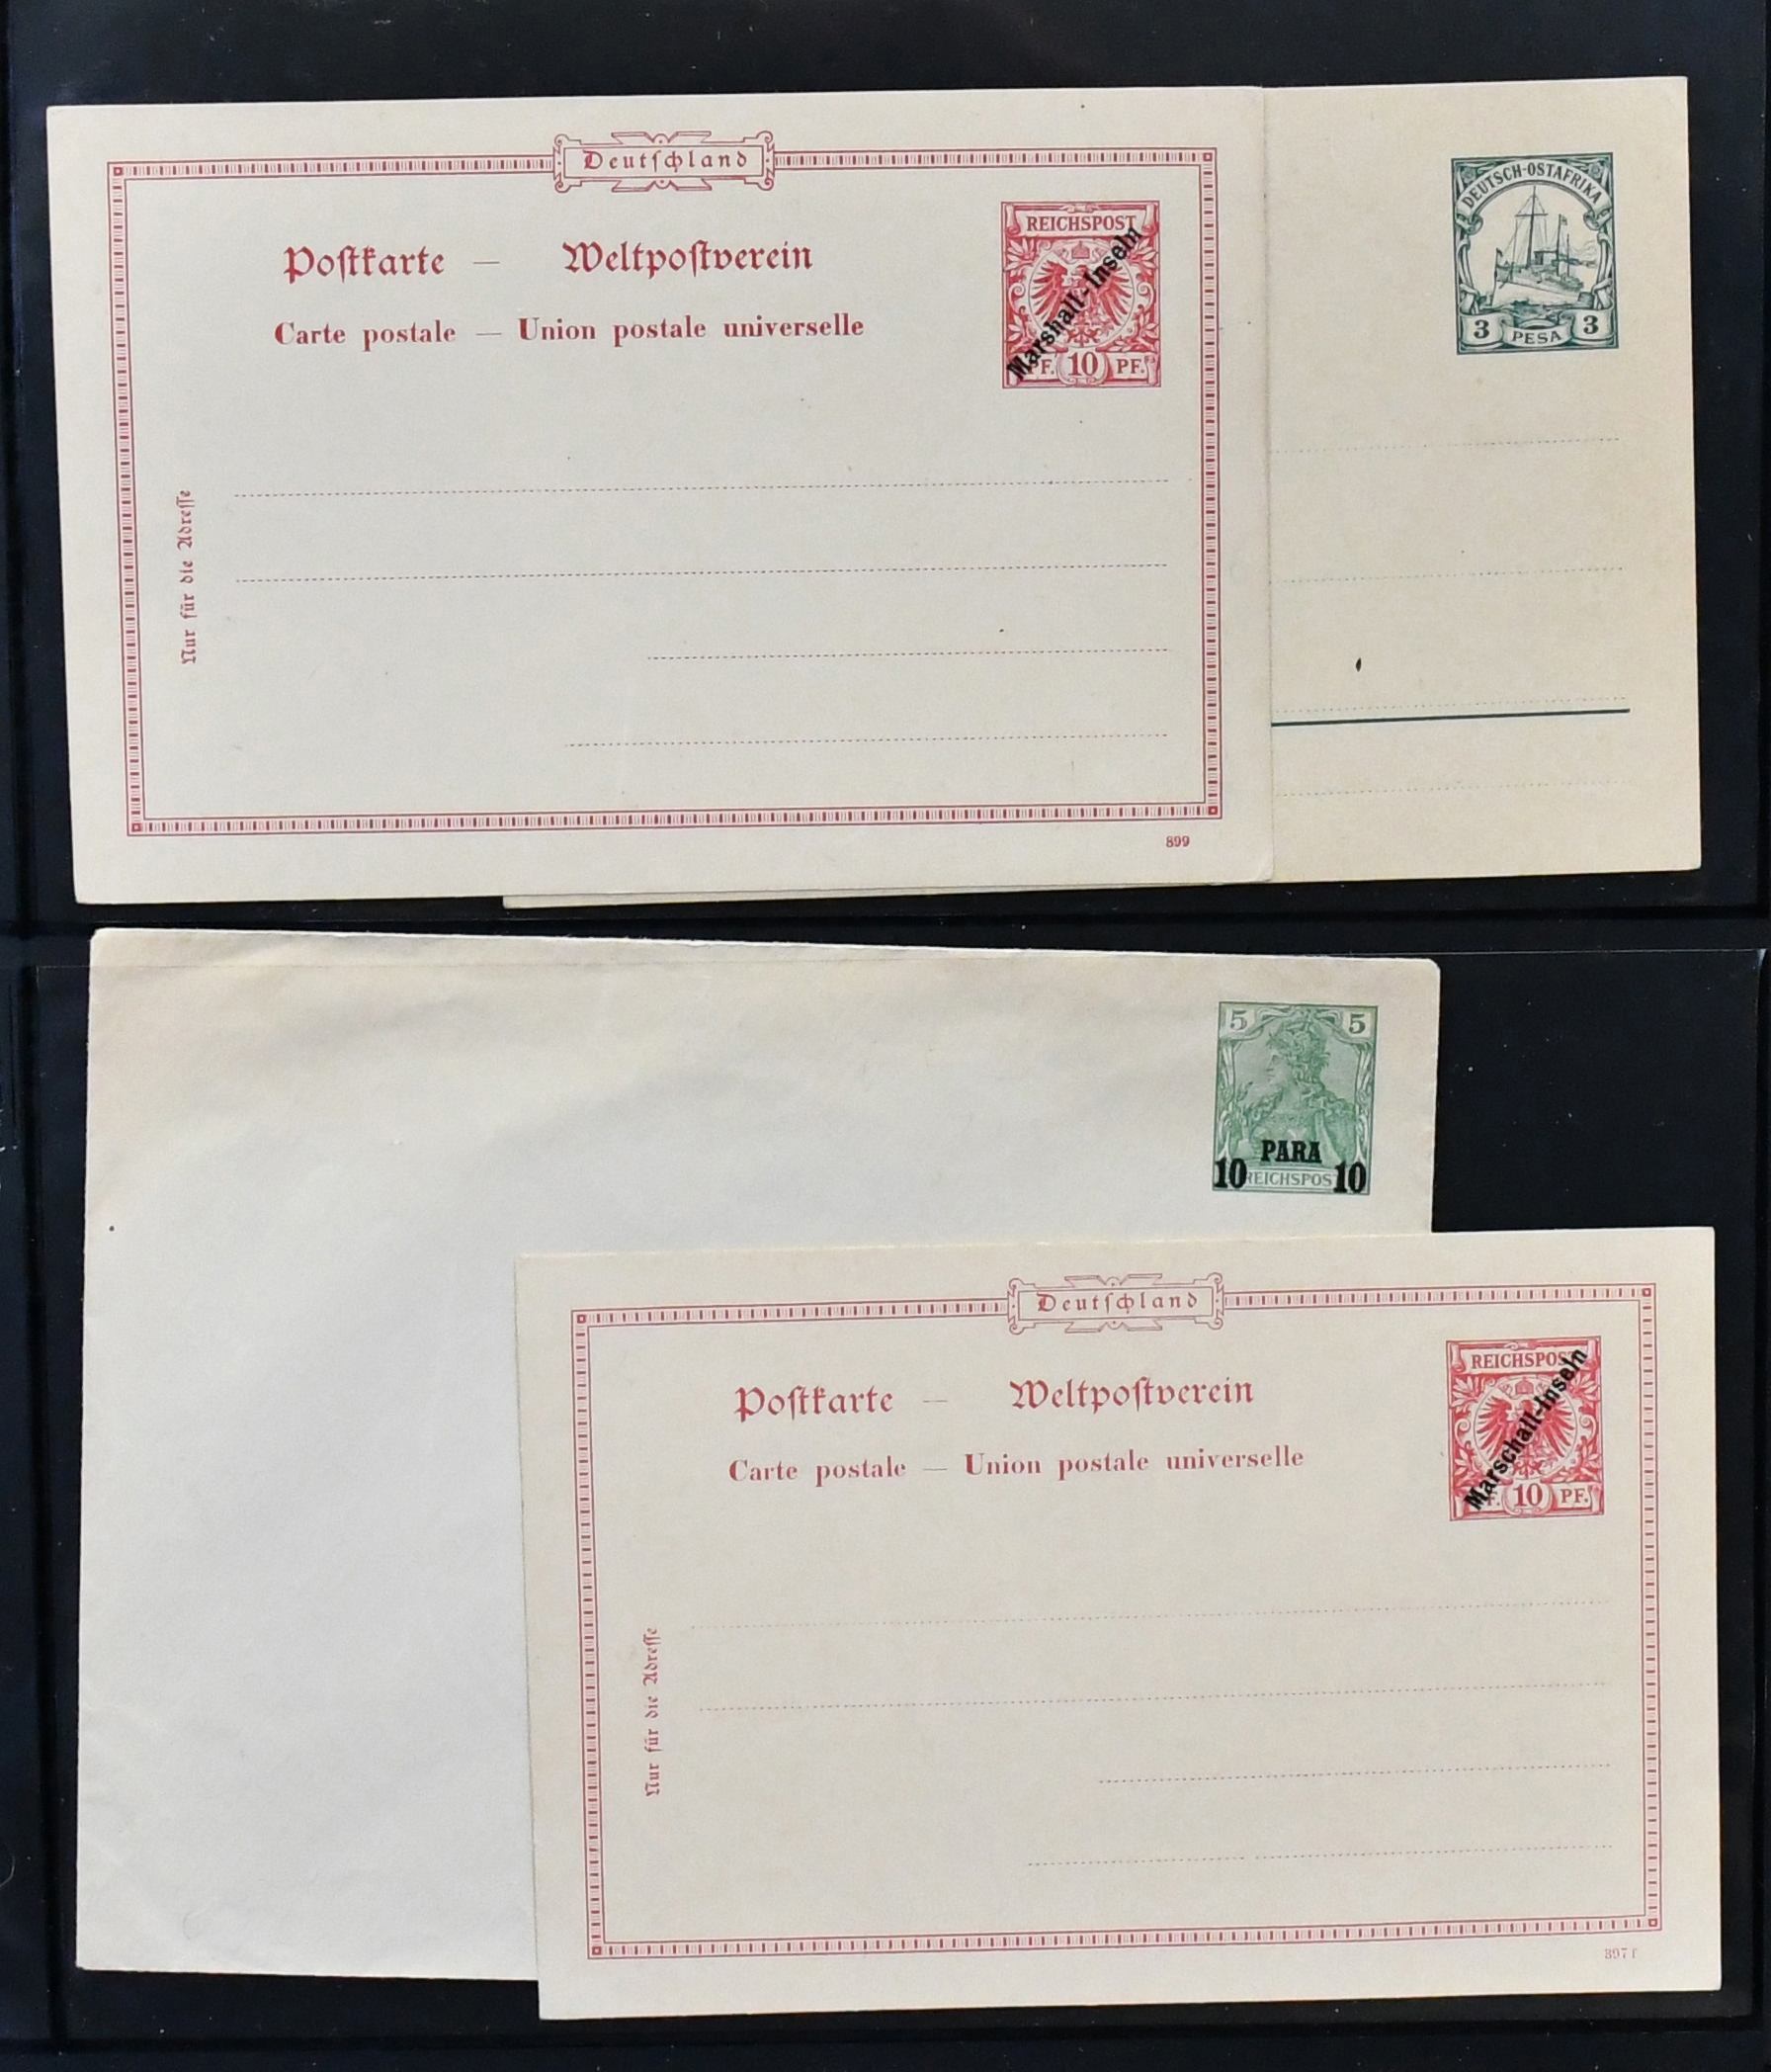 Deutschland
REICHSPOST
Marshall-Inseln
PF. 10 PF.
Postkarte — Weltpostverein
Carte postale — Union postale universelle
Nur für die Adresse
899
DEUTSCH-OSTAFRIKA
3 PESA 3
5 5
PARA
10 10
REICHSPOS
Deutschland
REICHSPOST
Marschall-Inseln
10 PF.
Postkarte — Weltpostverein
Carte postale — Union postale universelle
Nur für die Adresse
397 f